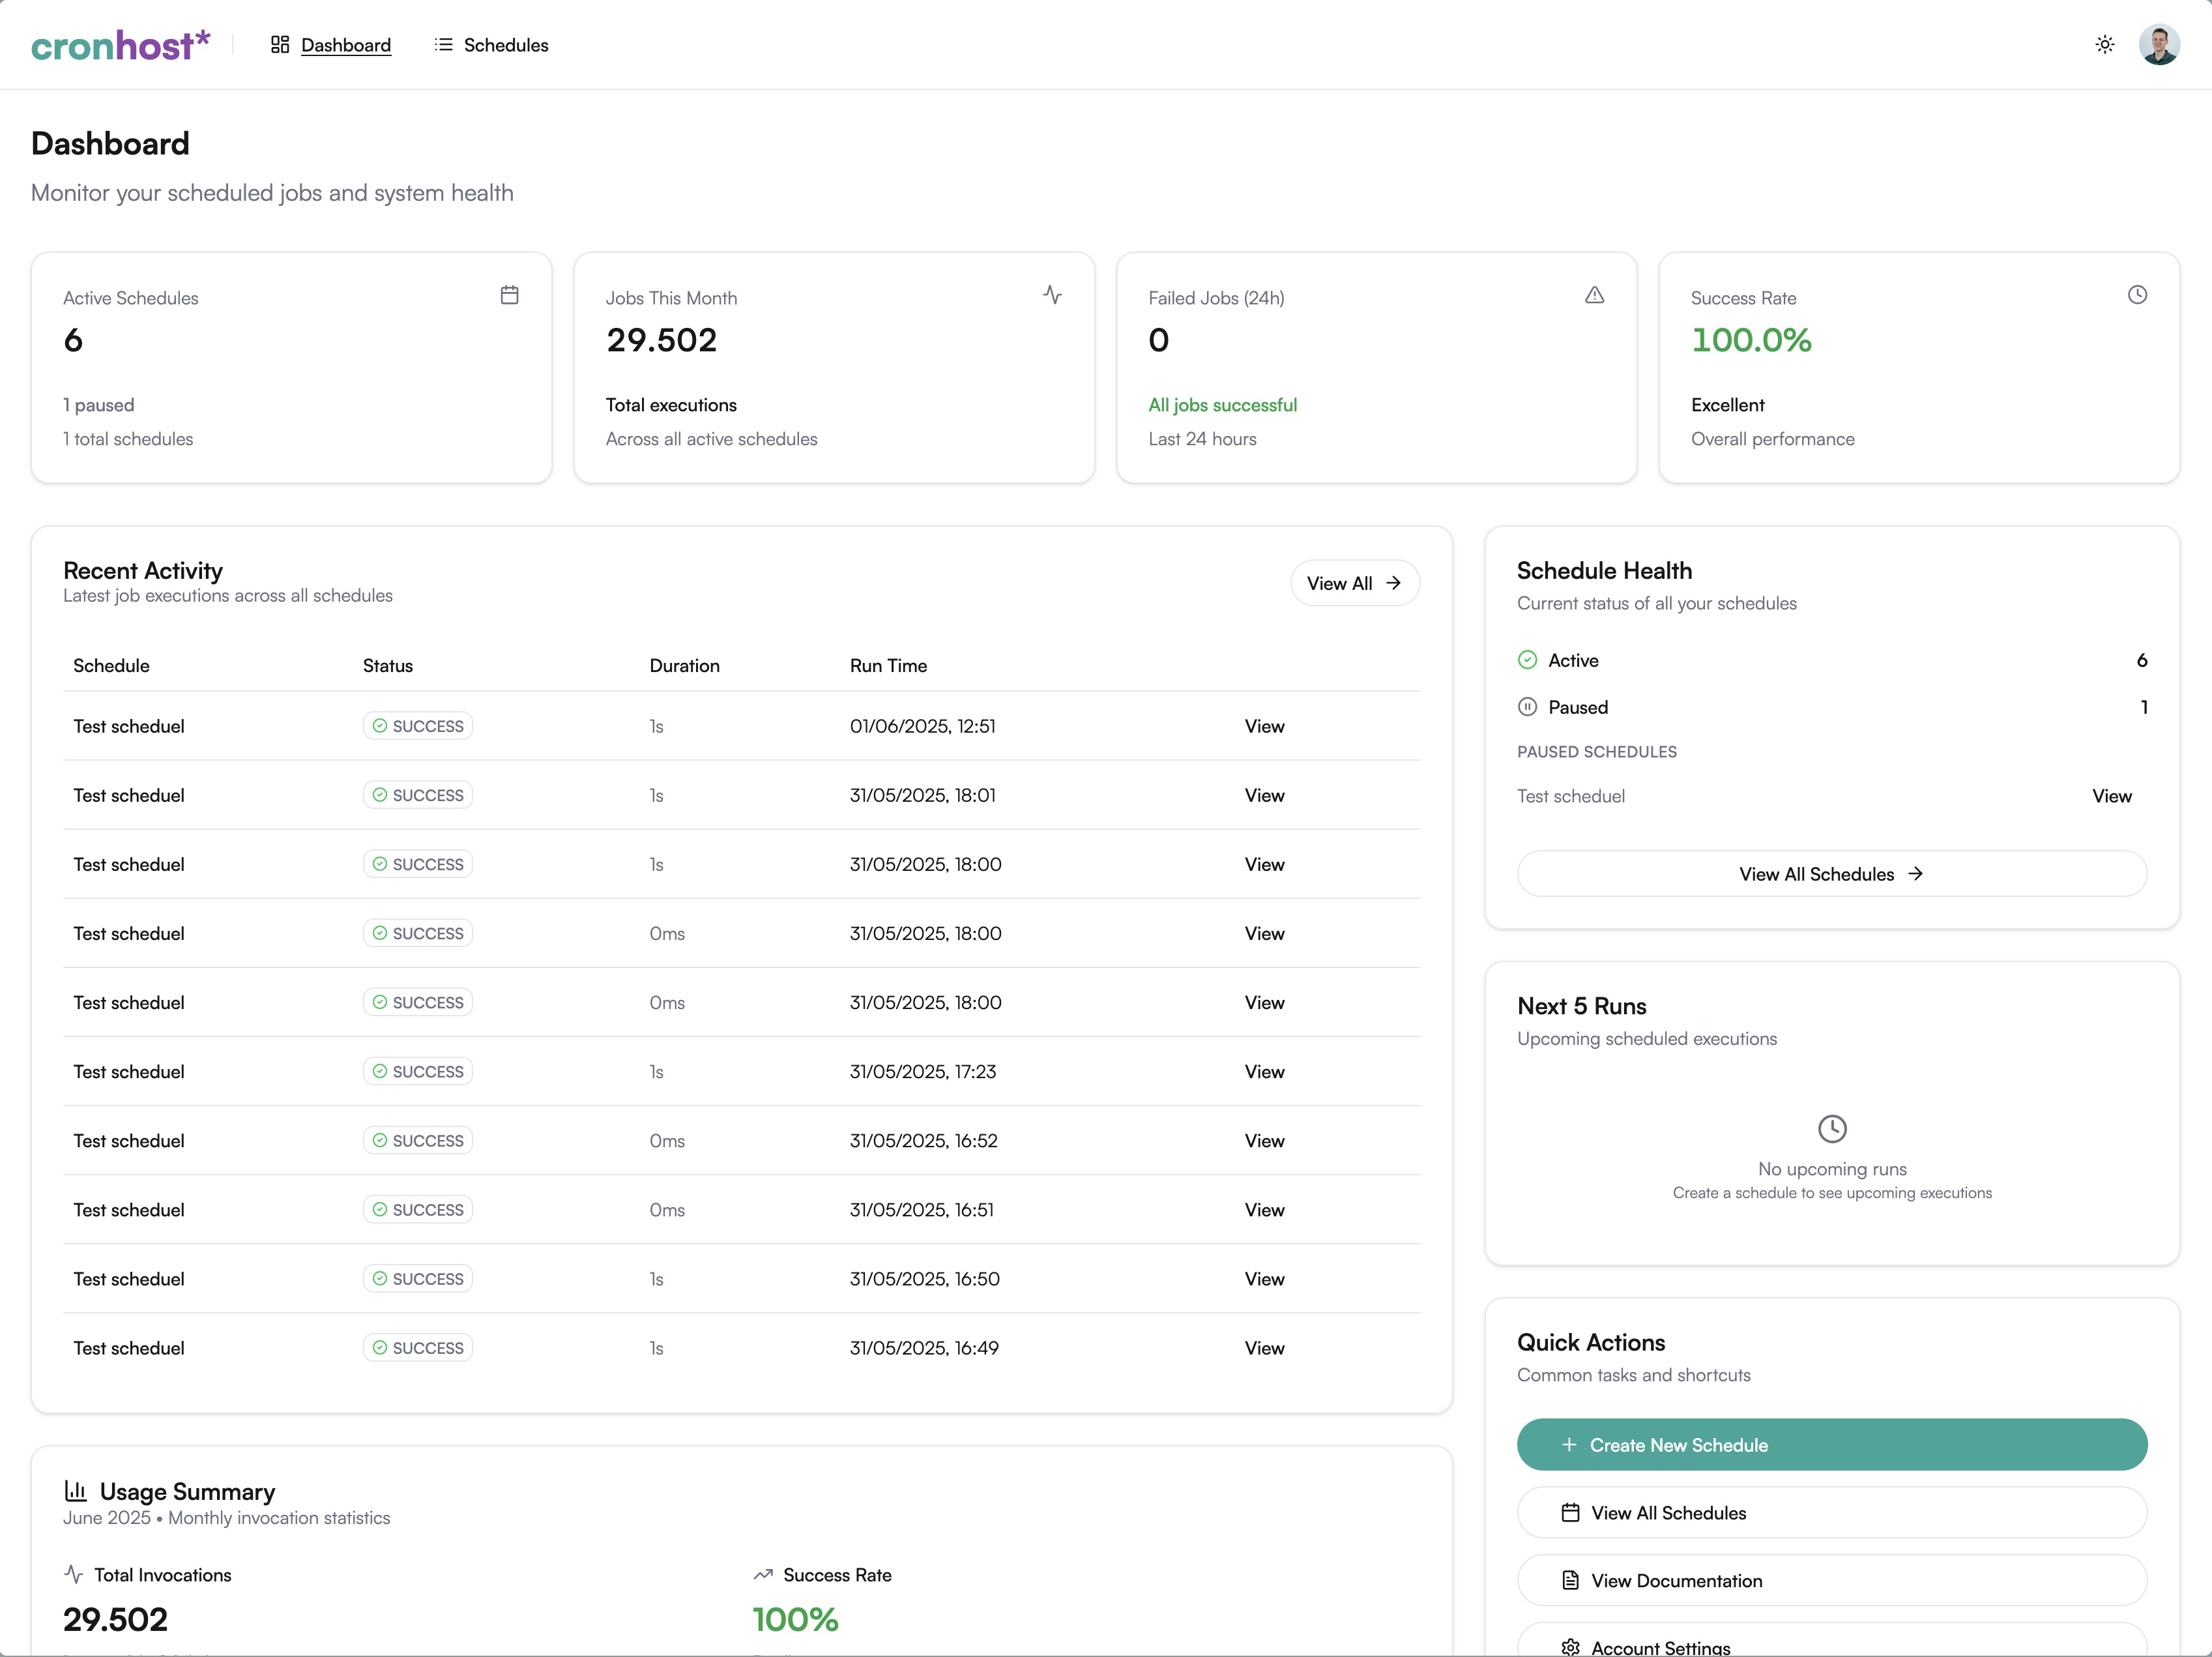 cronhost*
Dashboard
Schedules
Dashboard
Monitor your scheduled jobs and system health
Active Schedules
6
1 paused
1 total schedules
Jobs This Month
29.502
Total executions
Across all active schedules
Failed Jobs (24h)
0
All jobs successful
Last 24 hours
Success Rate
100.0%
Excellent
Overall performance
Recent Activity
Latest job executions across all schedules
View All
Schedule Status Duration Run Time
Test scheduel SUCCESS 1s 01/06/2025, 12:51 View
Test scheduel SUCCESS 1s 31/05/2025, 18:01 View
Test scheduel SUCCESS 1s 31/05/2025, 18:00 View
Test scheduel SUCCESS 0ms 31/05/2025, 18:00 View
Test scheduel SUCCESS 0ms 31/05/2025, 18:00 View
Test scheduel SUCCESS 1s 31/05/2025, 17:23 View
Test scheduel SUCCESS 0ms 31/05/2025, 16:52 View
Test scheduel SUCCESS 0ms 31/05/2025, 16:51 View
Test scheduel SUCCESS 1s 31/05/2025, 16:50 View
Test scheduel SUCCESS 1s 31/05/2025, 16:49 View
Usage Summary
June 2025 • Monthly invocation statistics
Total Invocations
29.502
Success Rate
100%
Schedule Health
Current status of all your schedules
Active 6
Paused 1
PAUSED SCHEDULES
Test scheduel View
View All Schedules
Next 5 Runs
Upcoming scheduled executions
No upcoming runs
Create a schedule to see upcoming executions
Quick Actions
Common tasks and shortcuts
Create New Schedule
View All Schedules
View Documentation
Account Settings